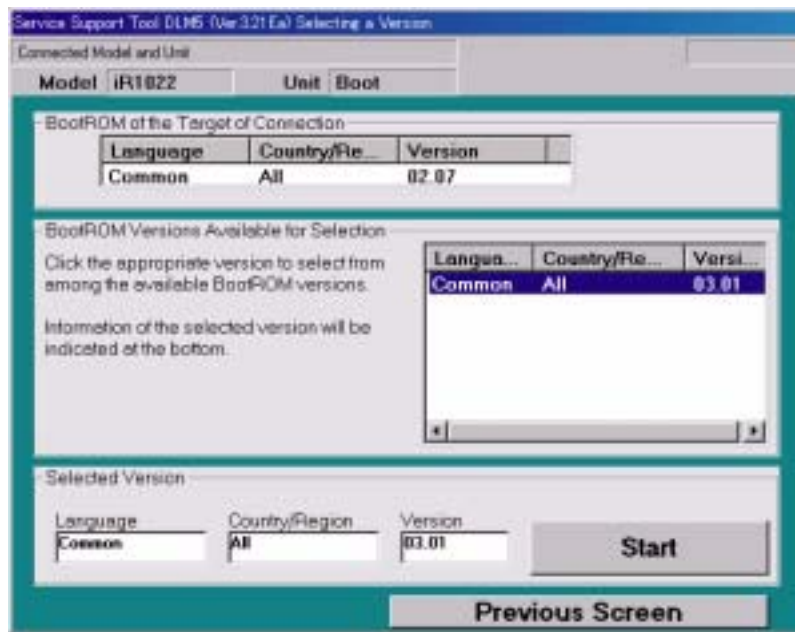 Service Support Tool DLM5 (Ver 3.21Ea) Selecting a Version
Connected Model and Unit
Model iR1022 Unit Boot
BootROM of the Target of Connection
Language Country/Re... Version
Common All 02.07
BootROM Versions Available for Selection
Click the appropriate version to select from
among the available BootROM versions.
Information of the selected version will be
indicated at the bottom.
Langua... Country/Re... Versi...
Common All 03.01
Selected Version
Language Country/Region Version
Common All 03.01
Start
Previous Screen